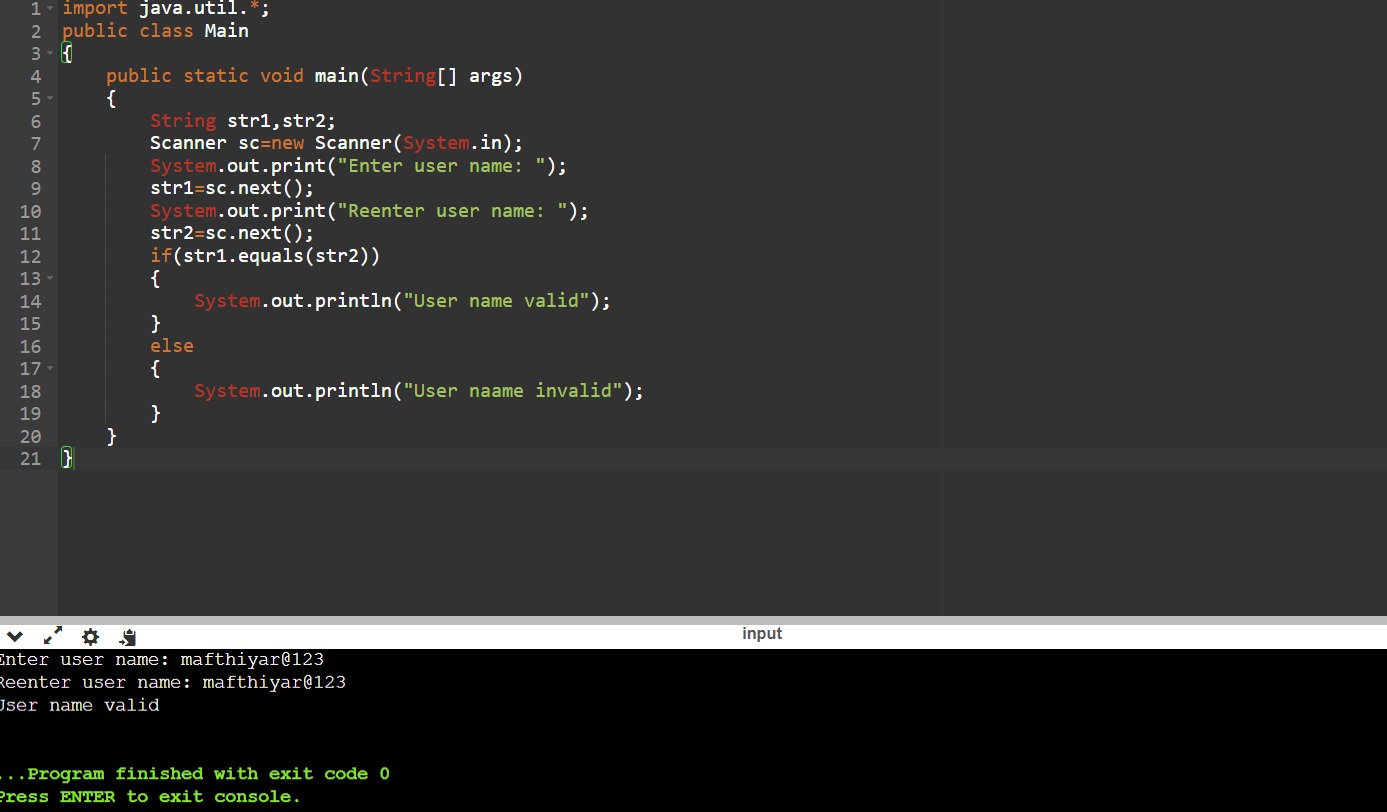 1 import java.util.*;
2 public class Main
3 {
4 public static void main(String[] args)
5 {
6 String str1,str2;
7 Scanner sc=new Scanner(System.in);
8 System.out.print("Enter user name: ");
9 str1=sc.next();
10 System.out.print("Reenter user name: ");
11 str2=sc.next();
12 if(str1.equals(str2))
13 {
14 System.out.println("User name valid");
15 }
16 else
17 {
18 System.out.println("User naame invalid");
19 }
20 }
21 }
input
Enter user name: mafthiyar@123
Reenter user name: mafthiyar@123
User name valid
...Program finished with exit code 0
Press ENTER to exit console.